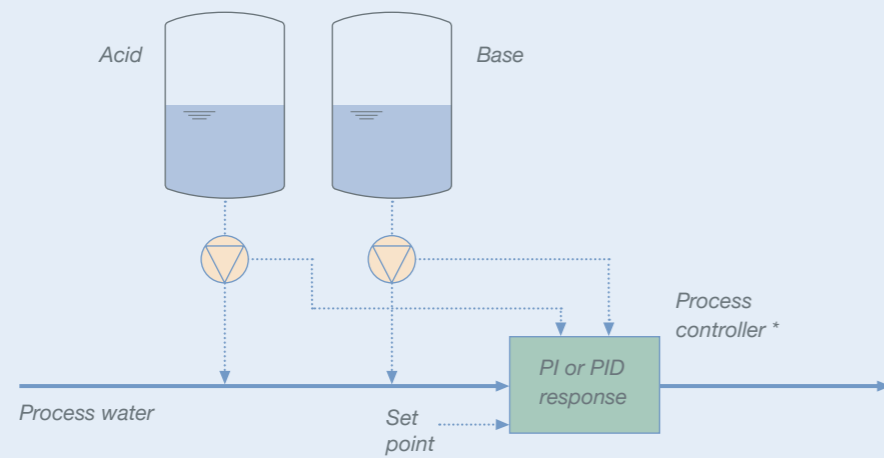 Acid
Base
Process
controller *
PI or PID
response
Process water
Set
point